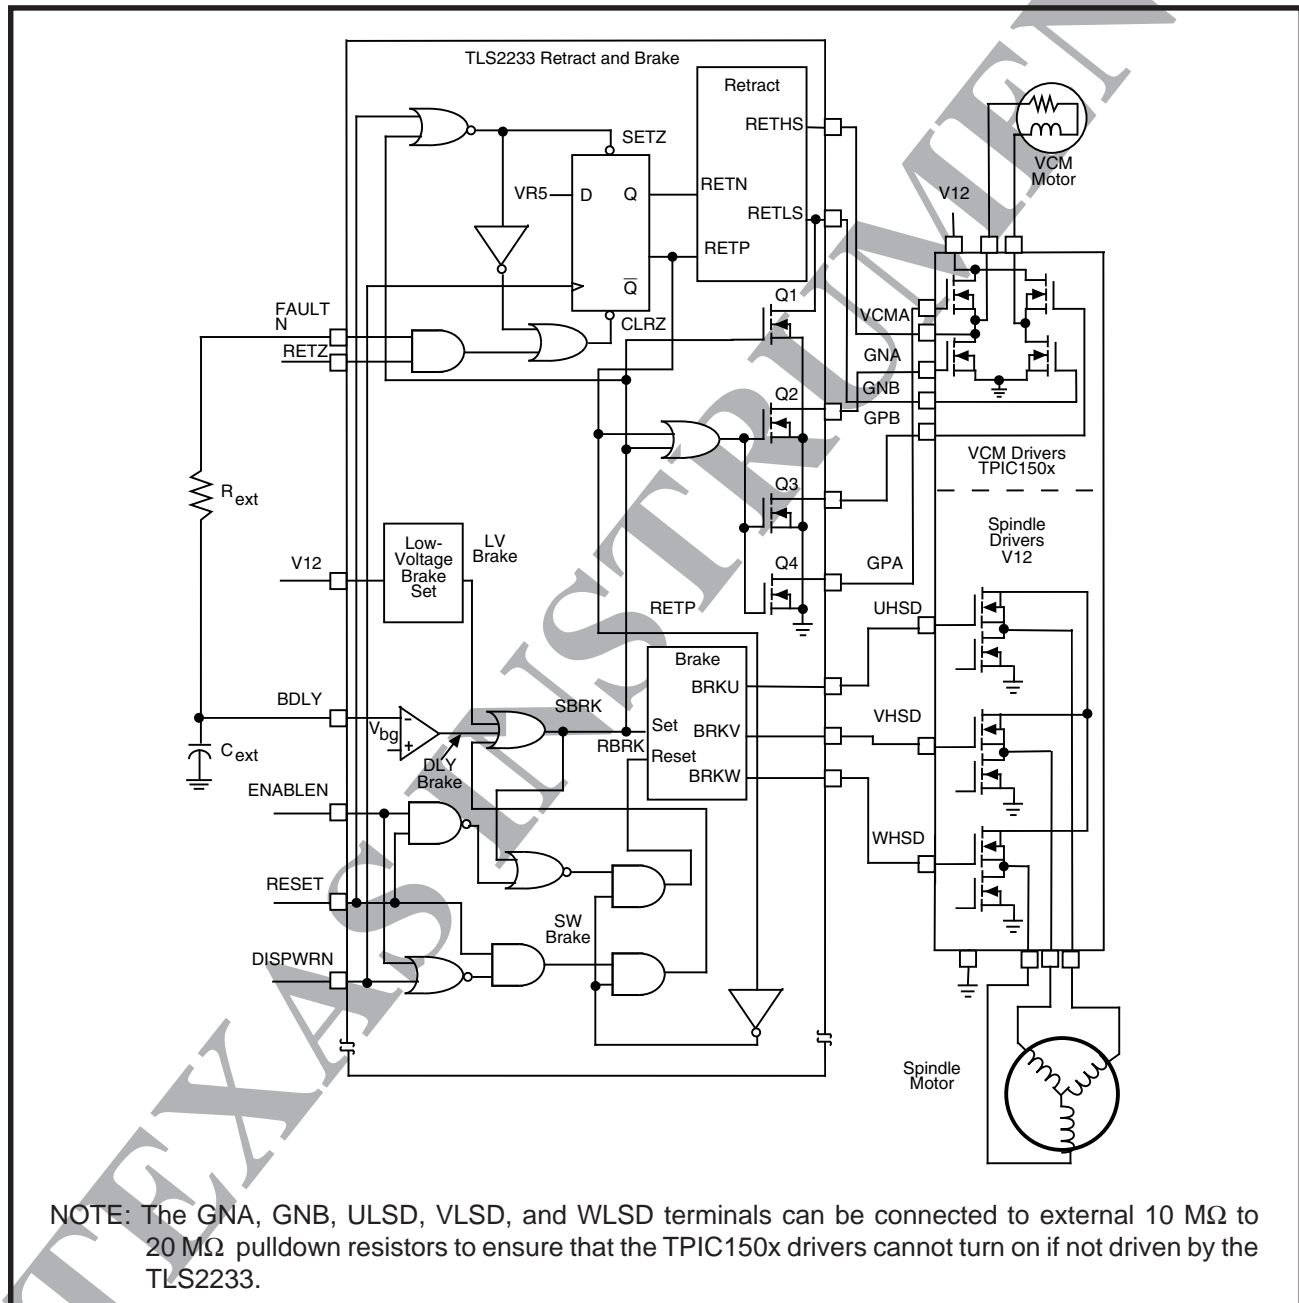 TLS2233 Retract and Brake
Retract
RETHS
SETZ
VCM
Motor
VR5
D
Q
RETN
V12
RETLS
RETP
Q
FAULT
N
CLRZ
Q1
VCMA
RETZ
GNA
Q2
GNB
GPB
VCM Drivers
TPIC150x
Rext
Q3
Spindle
Drivers
V12
Low-
Voltage
Brake
Set
LV
Brake
V12
Q4
GPA
RETP
UHSD
Brake
BRKU
BDLY
SBRK
Vbg
-
+
Set
BRKV
VHSD
RBRK
Reset
Cext
DLY
Brake
BRKW
ENABLEN
WHSD
RESET
SW
Brake
DISPWRN
Spindle
Motor
NOTE: The GNA, GNB, ULSD, VLSD, and WLSD terminals can be connected to external 10 MΩ to
20 MΩ pulldown resistors to ensure that the TPIC150x drivers cannot turn on if not driven by the
TLS2233.
TEXAS INSTRUMEN